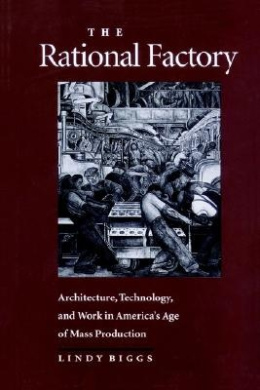 THE
Rational Factory
Architecture, Technology,
and Work in America's Age
of Mass Production
LINDY BIGGS